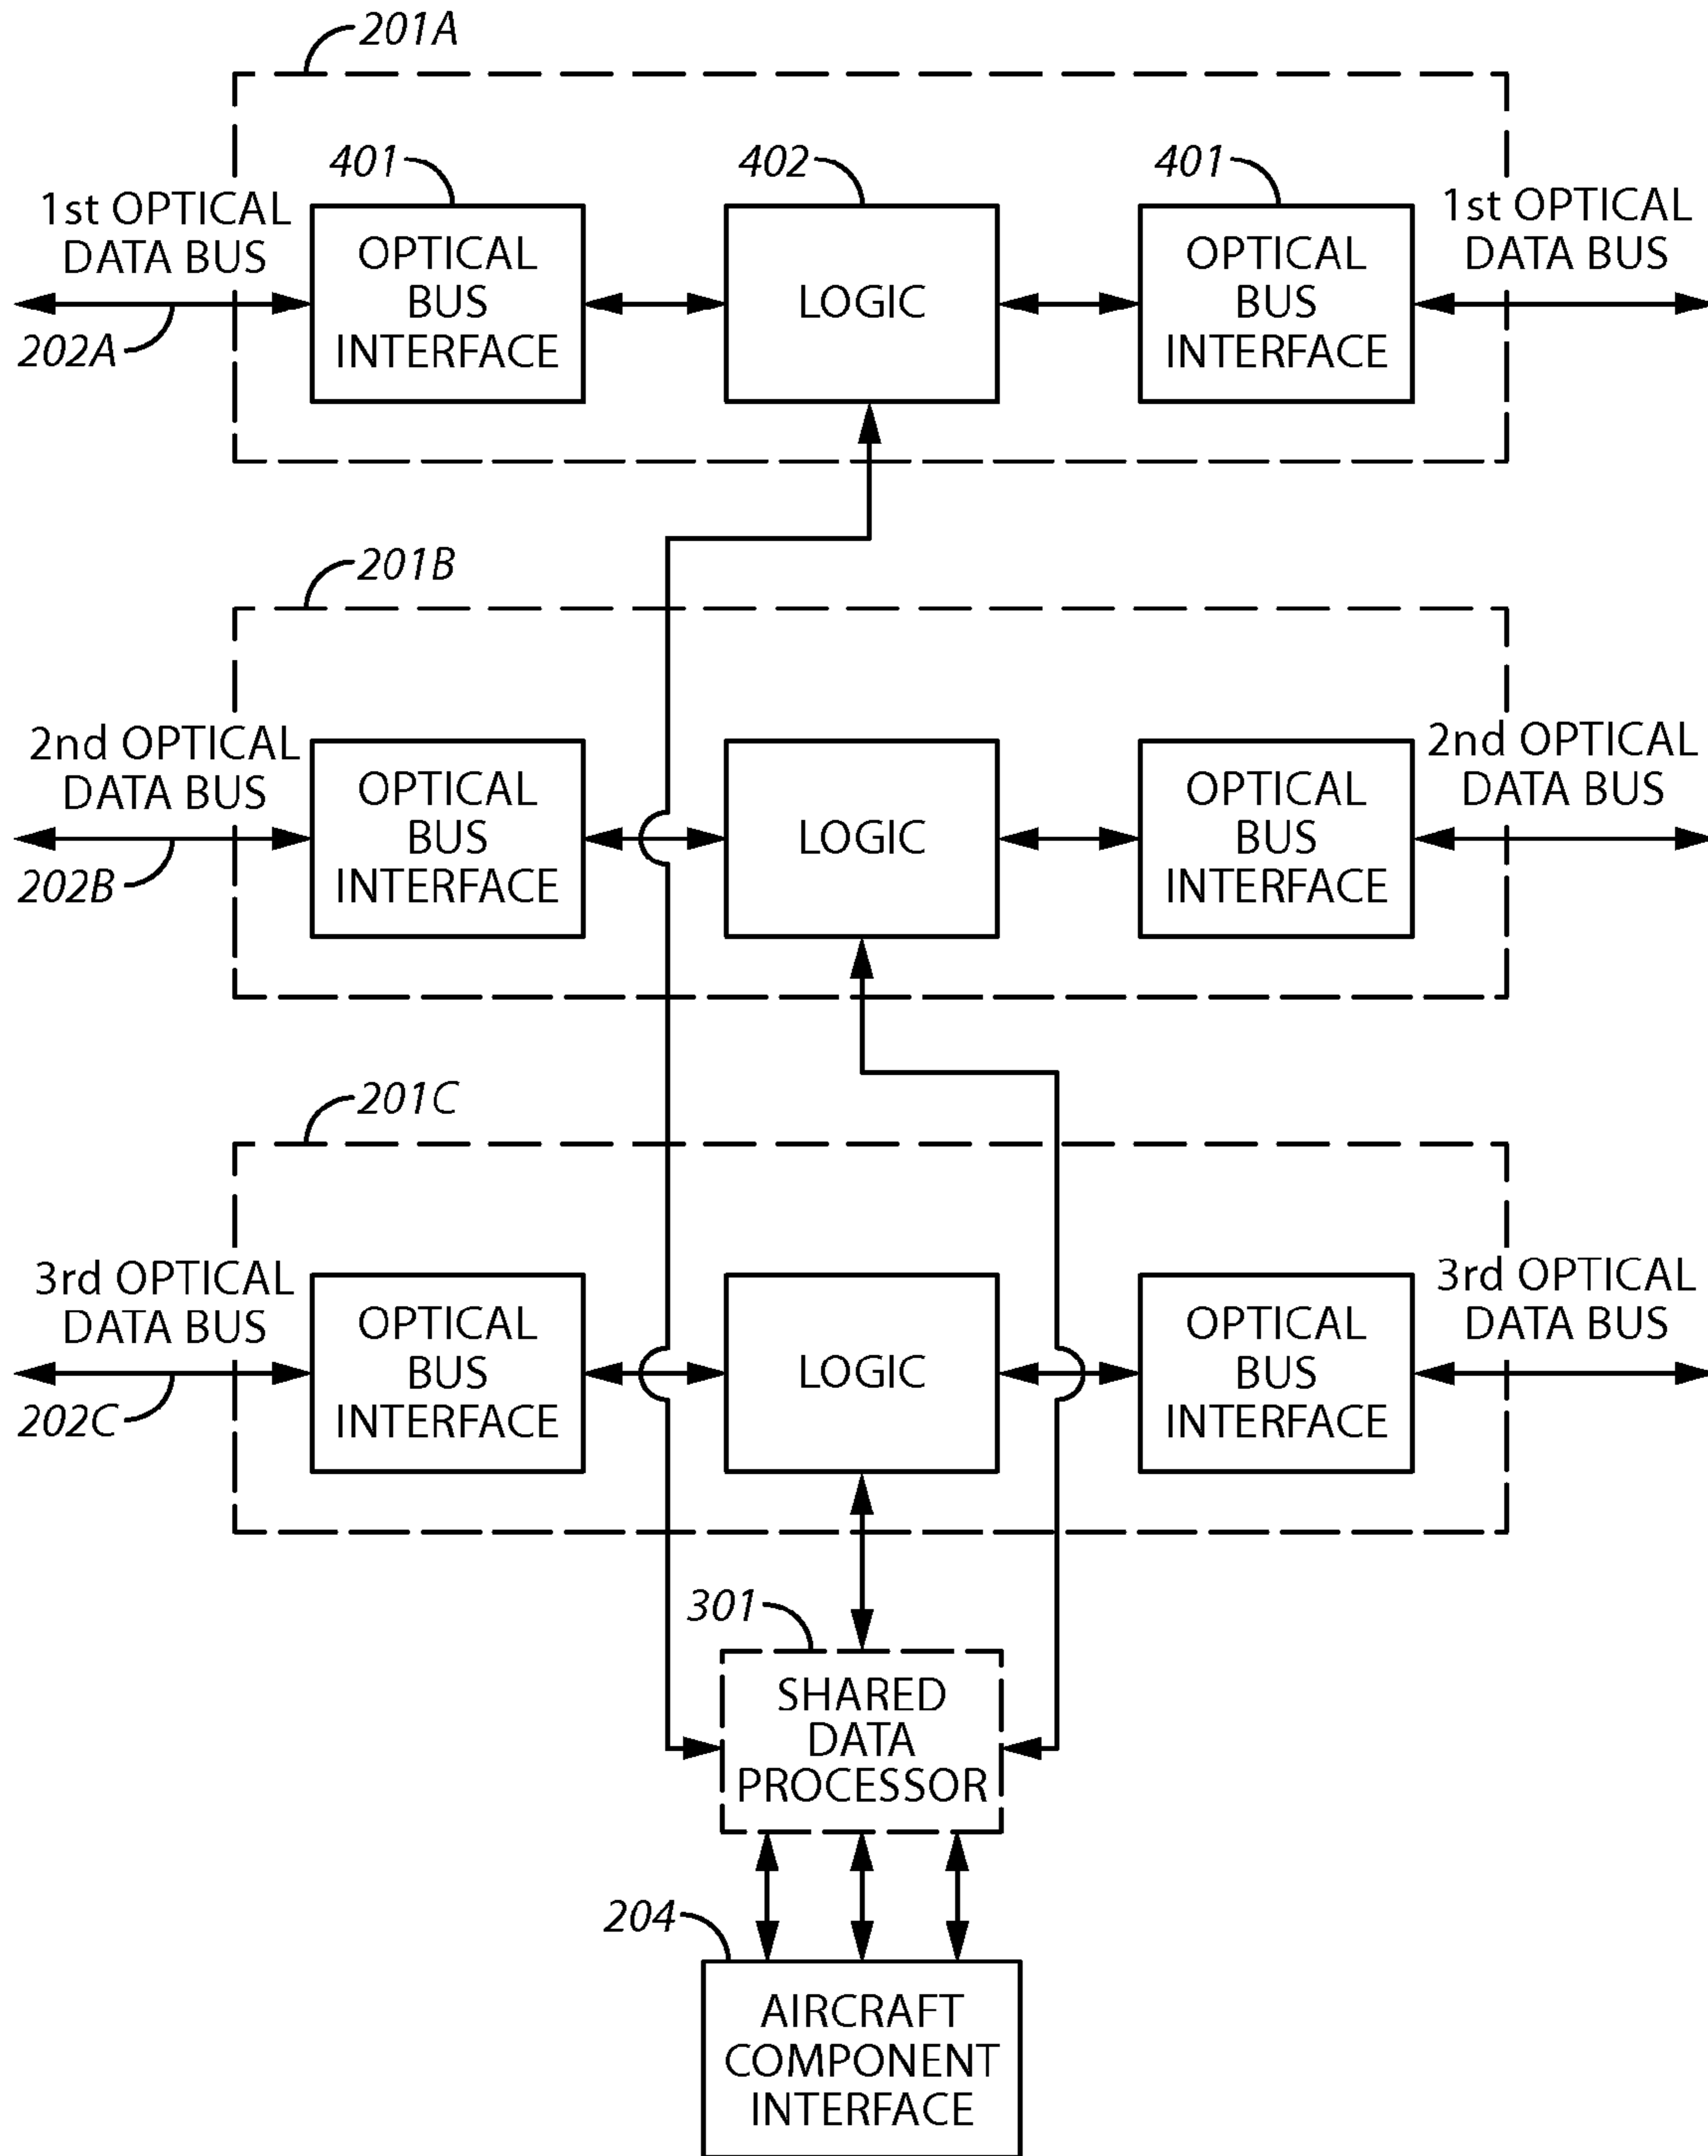 201A
401
402
401
1st OPTICAL
DATA BUS
OPTICAL
BUS
INTERFACE
LOGIC
OPTICAL
BUS
INTERFACE
1st OPTICAL
DATA BUS
202A
201B
2nd OPTICAL
DATA BUS
OPTICAL
BUS
INTERFACE
LOGIC
OPTICAL
BUS
INTERFACE
2nd OPTICAL
DATA BUS
202B
201C
3rd OPTICAL
DATA BUS
OPTICAL
BUS
INTERFACE
LOGIC
OPTICAL
BUS
INTERFACE
3rd OPTICAL
DATA BUS
202C
301
SHARED
DATA
PROCESSOR
204
AIRCRAFT
COMPONENT
INTERFACE